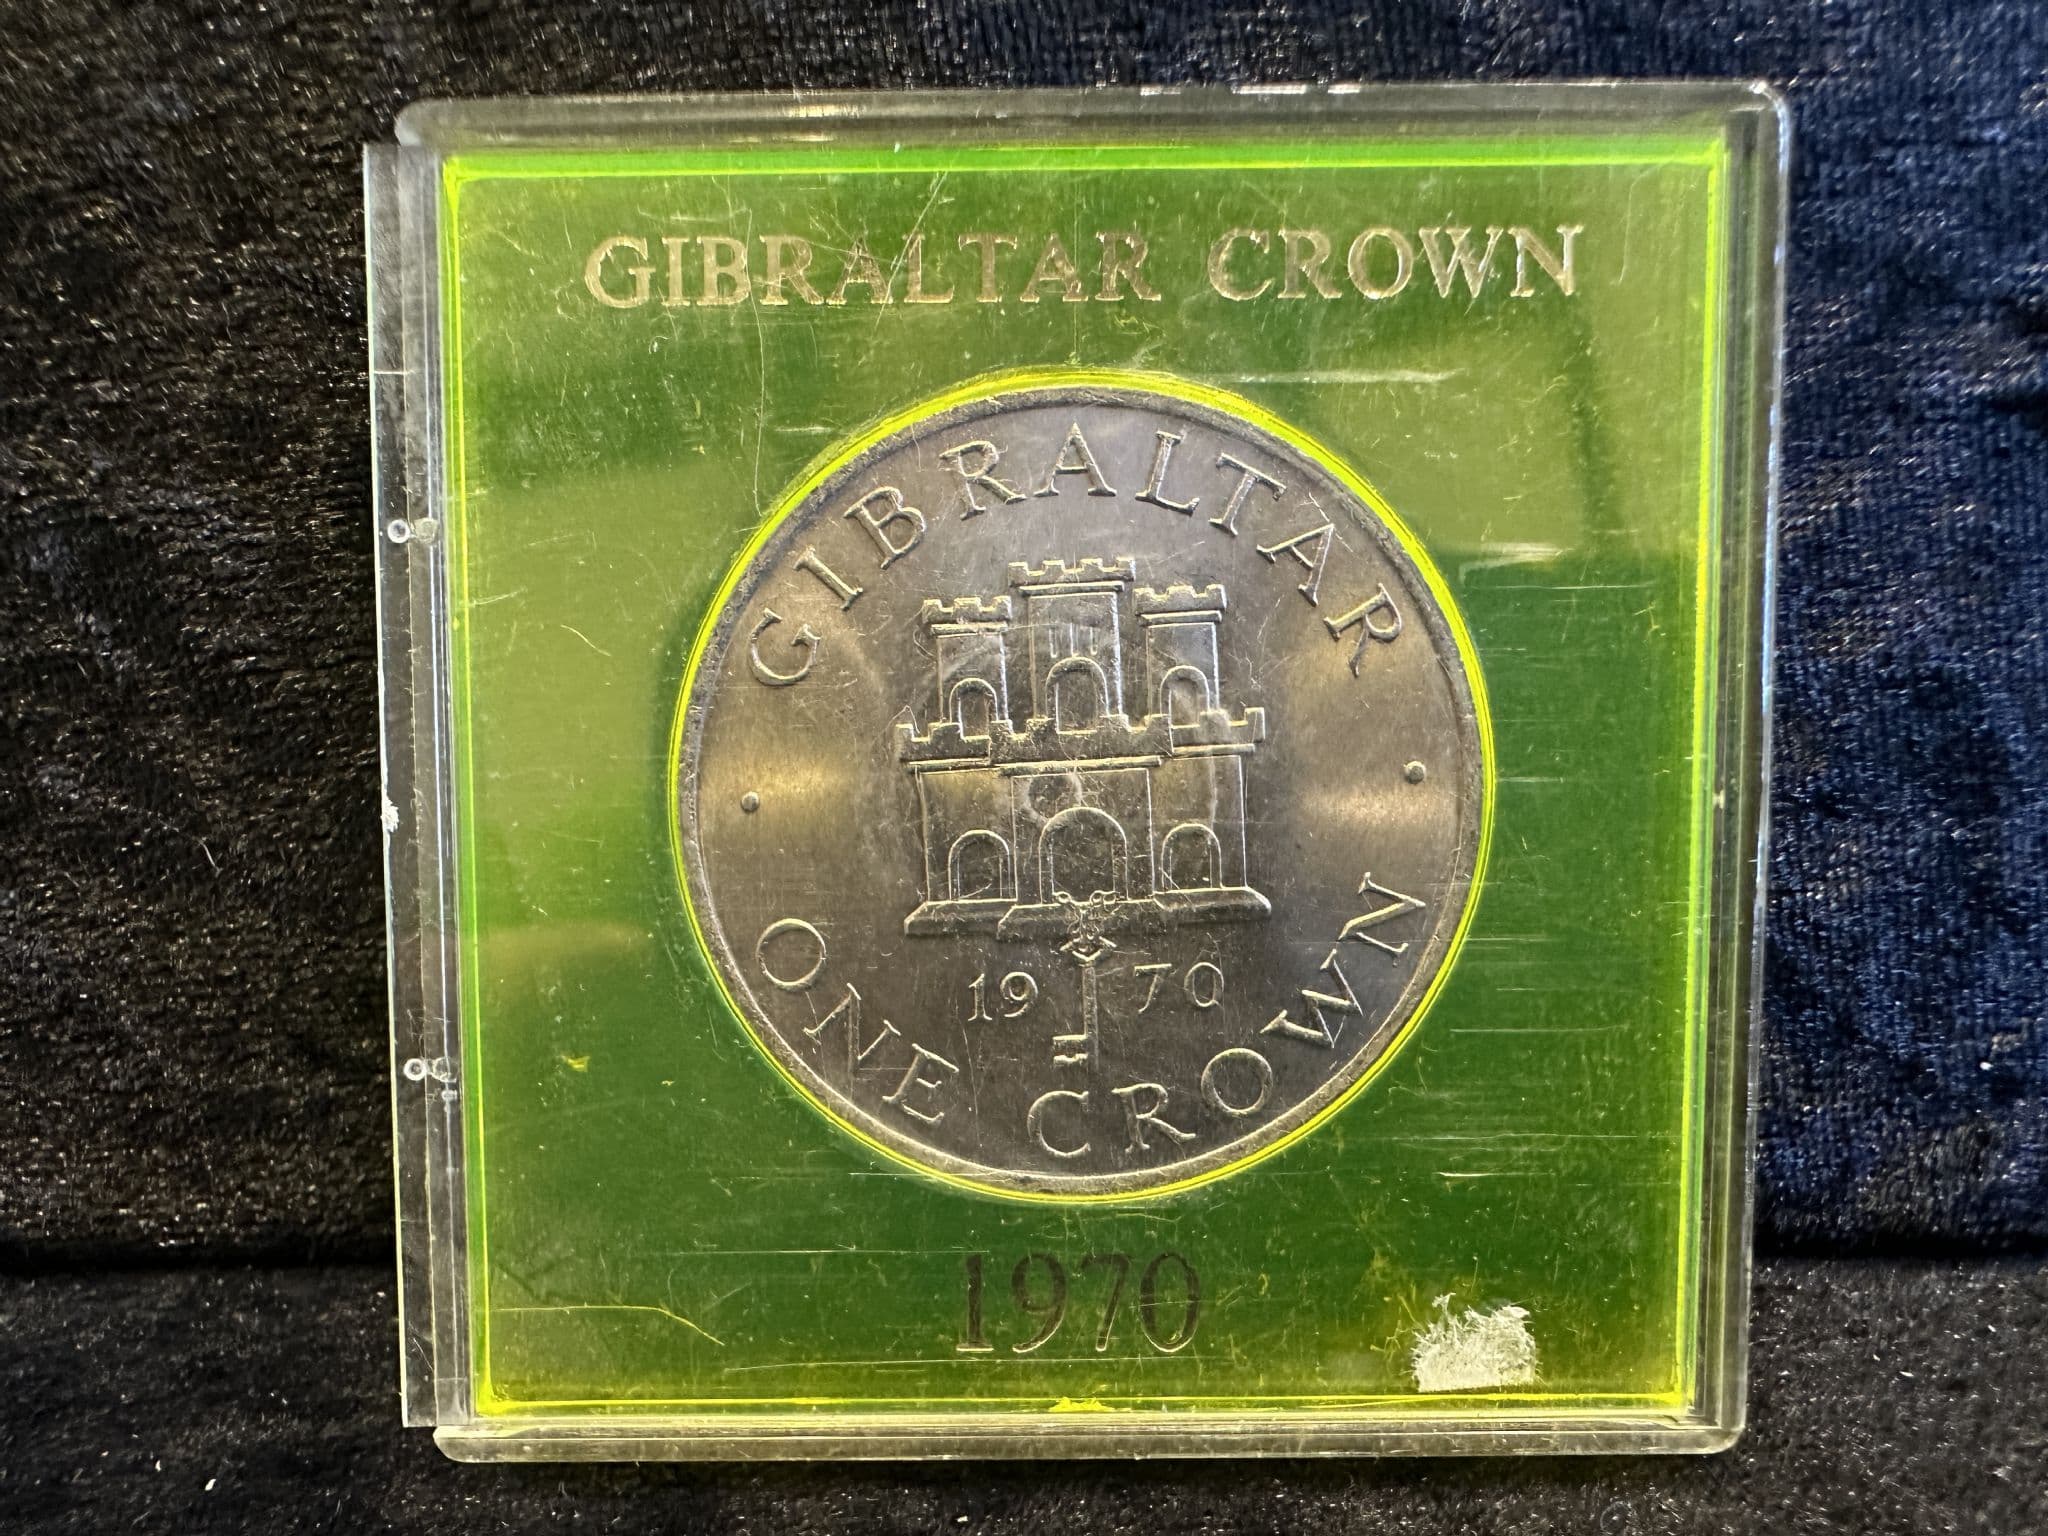 GIBRALTAR CROWN
GIBRALTAR
19 70
ONE CROWN
1970